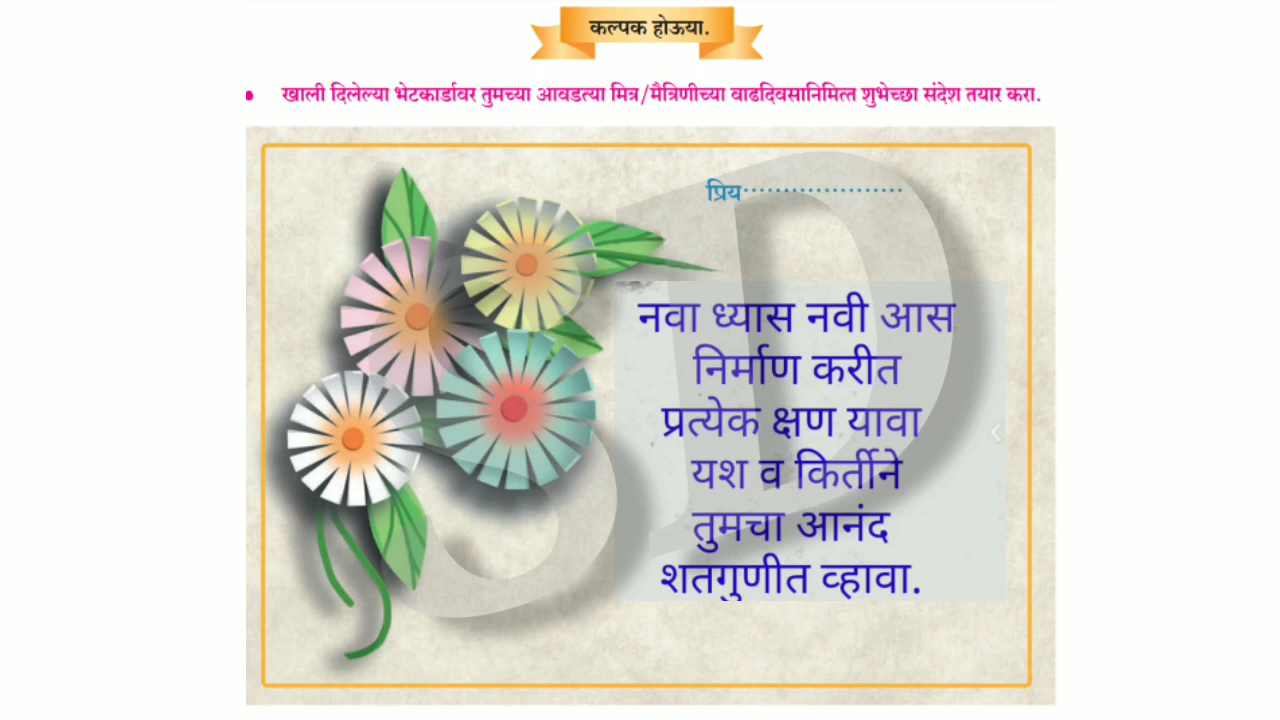 कल्पक होऊया.
• खाली दिलेल्या भेटकार्डावर तुमच्या आवडत्या मित्र/मैत्रिणीच्या वाढदिवसानिमित्त शुभेच्छा संदेश तयार करा.
प्रिय....................
नवा ध्यास नवी आस
निर्माण करीत
प्रत्येक क्षण यावा
यश व किर्तीने
तुमचा आनंद
शतगुणीत व्हावा.